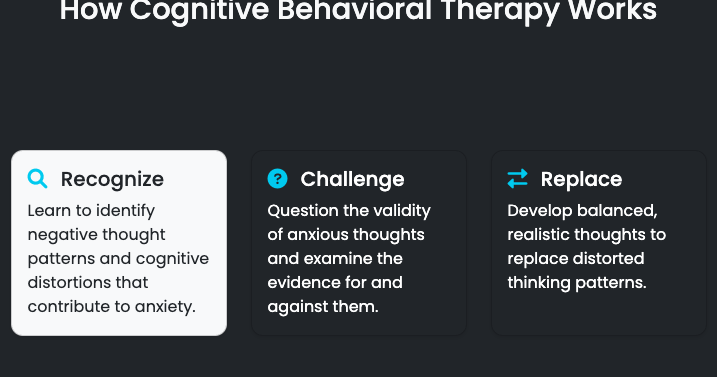 How Cognitive Behavioral Therapy Works
Recognize
Learn to identify
negative thought
patterns and cognitive
distortions that
contribute to anxiety.
Challenge
Question the validity
of anxious thoughts
and examine the
evidence for and
against them.
Replace
Develop balanced,
realistic thoughts to
replace distorted
thinking patterns.